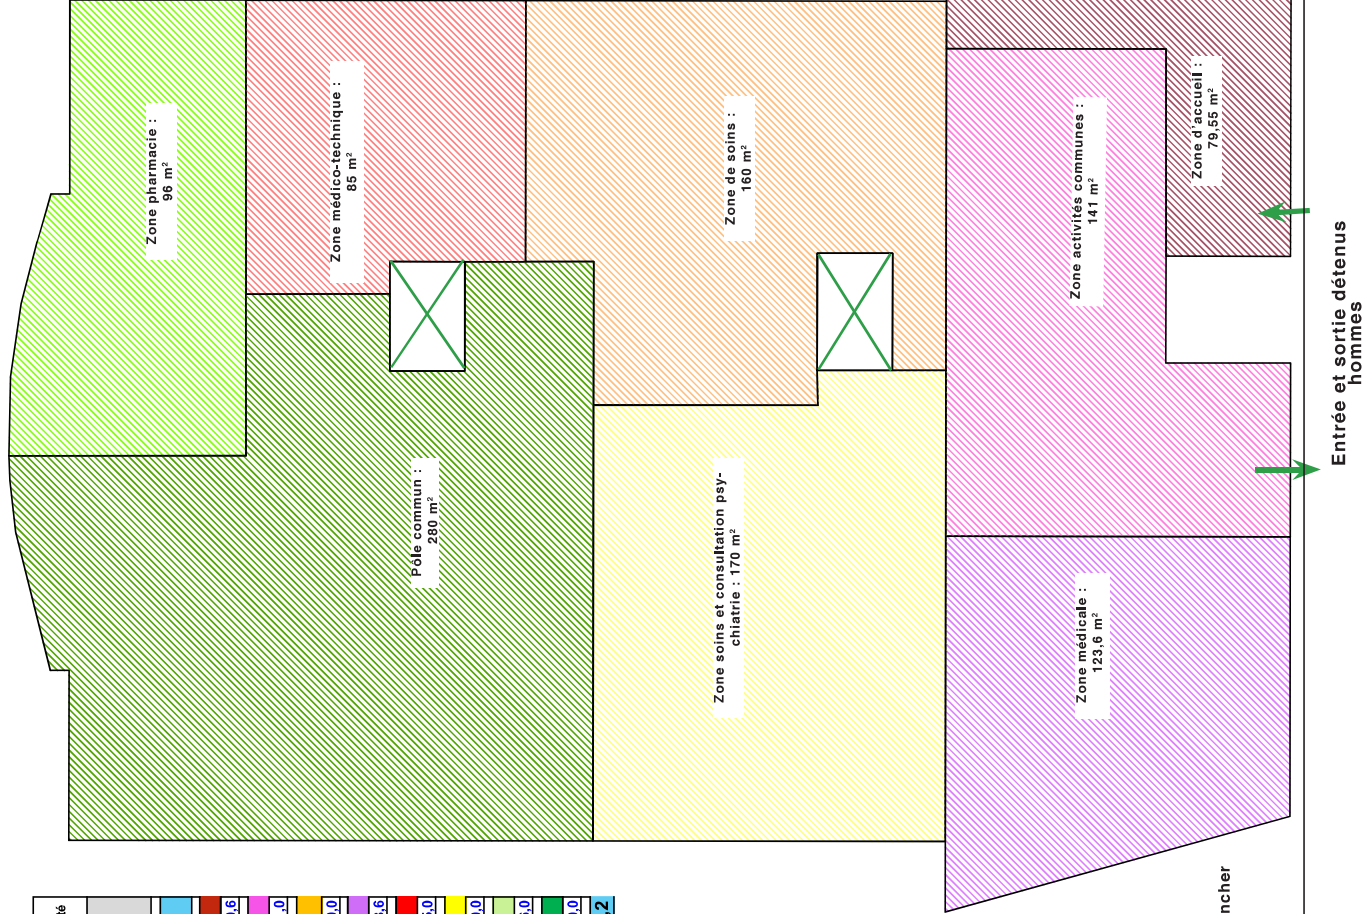 Zone pharmacie :
96 m²
Zone médico-technique :
85 m²
Zone de soins :
160 m²
Zone activités communes :
141 m²
Zone d'accueil :
79,55 m²
Pôle commun :
280 m²
Zone soins et consultation psy-
chiatrie : 170 m²
Zone médicale :
123,6 m²
Entrée et sortie détenus
hommes
ncher
té